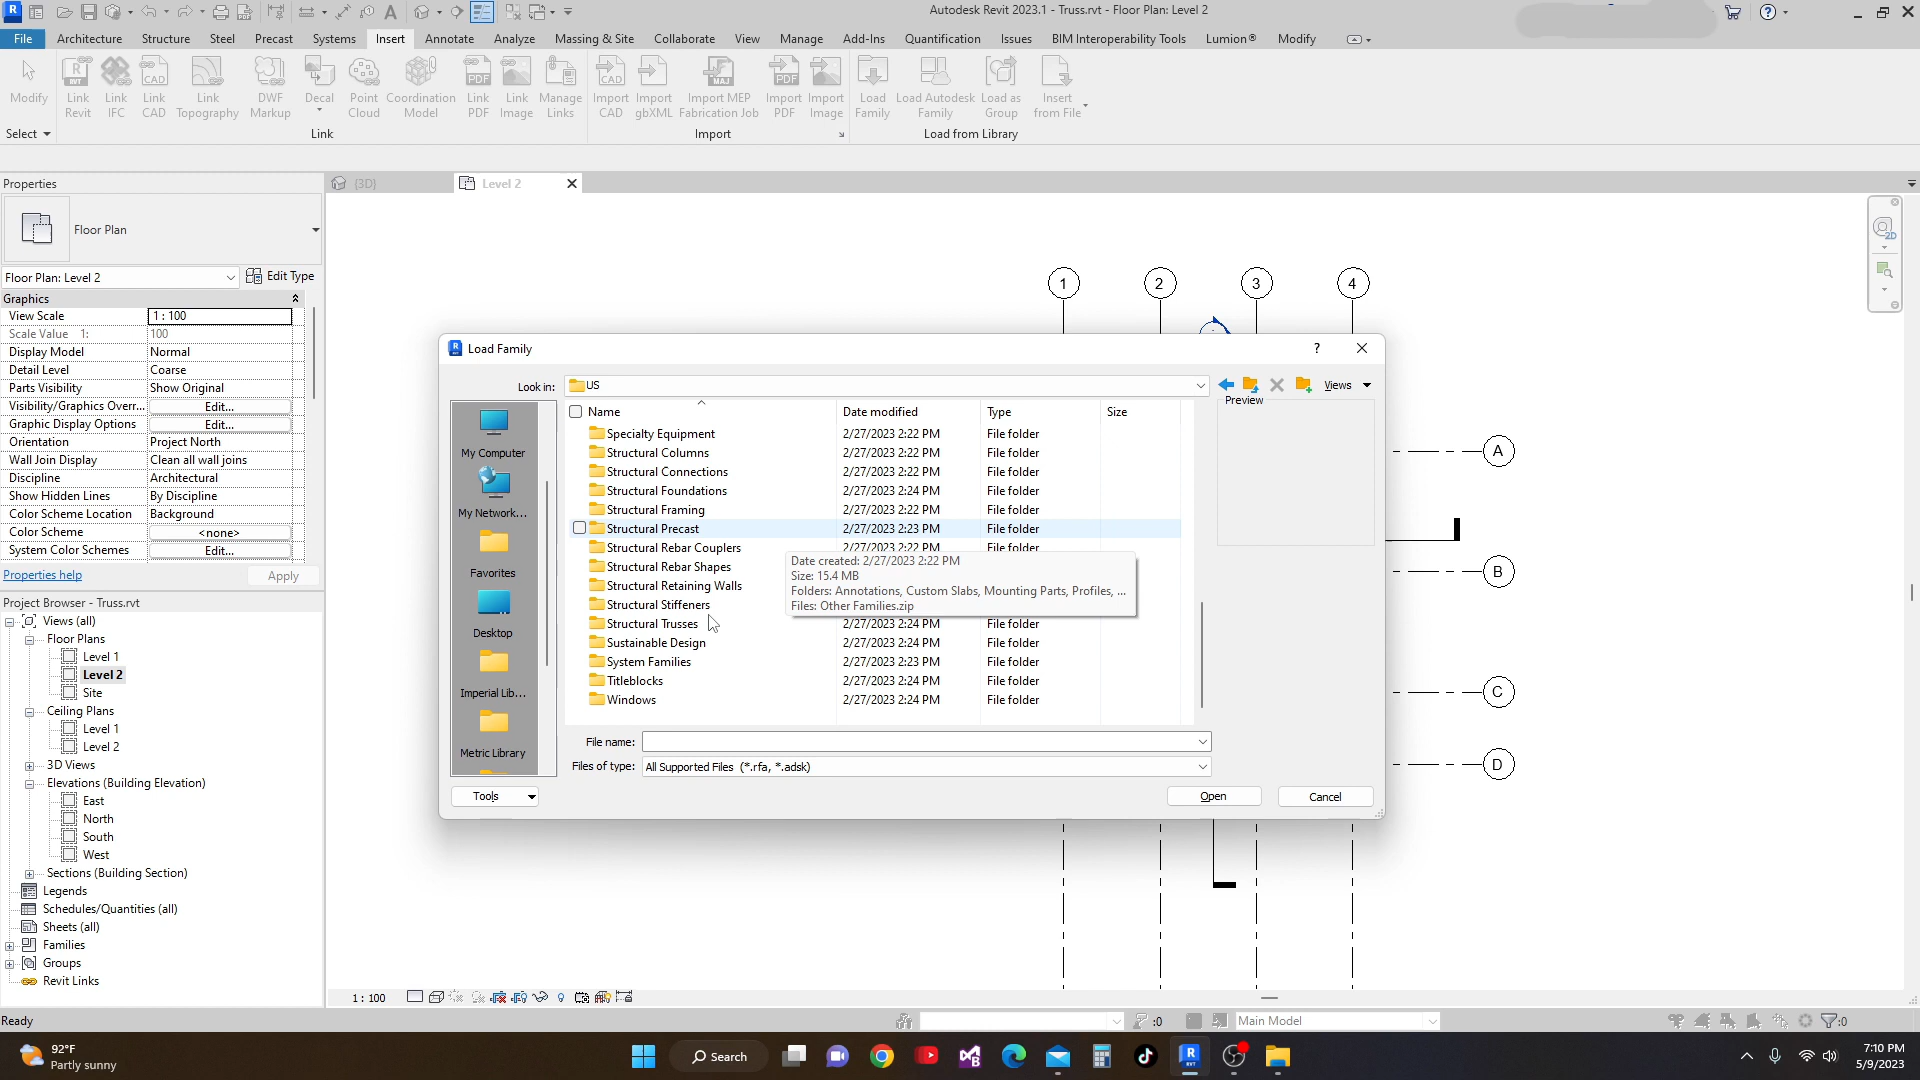 Autodesk Revit 2023.1 - Truss.rvt - Floor Plan: Level 2
File Architecture Structure Steel Precast Systems Insert Annotate Analyze Massing & Site Collaborate View Manage Add-Ins Quantification Issues BIM Interoperability Tools Lumion® Modify
Modify
Link Revit
Link IFC
Link CAD
Link Topography
DWF Markup
Decal
Point Cloud
Coordination Model
Link PDF
Link Image
Manage Links
Import CAD
Import gbXML
Import MEP Fabrication Job
Import PDF
Import Image
Load Family
Load Autodesk Family
Load as Group
Insert from File
Select
Link
Import
Load from Library
Properties
{3D}
Level 2
Floor Plan
Floor Plan: Level 2
Edit Type
Graphics
View Scale 1 : 100
Scale Value 1: 100
Display Model Normal
Detail Level Coarse
Parts Visibility Show Original
Visibility/Graphics Overr... Edit...
Graphic Display Options Edit...
Orientation Project North
Wall Join Display Clean all wall joins
Discipline Architectural
Show Hidden Lines By Discipline
Color Scheme Location Background
Color Scheme <none>
System Color Schemes Edit...
Properties help
Apply
Project Browser - Truss.rvt
Views (all)
Floor Plans
Level 1
Level 2
Site
Ceiling Plans
Level 1
Level 2
3D Views
Elevations (Building Elevation)
East
North
South
West
Sections (Building Section)
Legends
Schedules/Quantities (all)
Sheets (all)
Families
Groups
Revit Links
1 2 3 4
A
B
C
D
2D
Load Family
?
Look in: US
Views
Preview
My Computer
My Network...
Favorites
Desktop
Imperial Lib...
Metric Library
Name Date modified Type Size
Specialty Equipment 2/27/2023 2:22 PM File folder
Structural Columns 2/27/2023 2:22 PM File folder
Structural Connections 2/27/2023 2:22 PM File folder
Structural Foundations 2/27/2023 2:24 PM File folder
Structural Framing 2/27/2023 2:22 PM File folder
Structural Precast 2/27/2023 2:23 PM File folder
Structural Rebar Couplers 2/27/2023 2:22 PM File folder
Structural Rebar Shapes
Structural Retaining Walls
Structural Stiffeners
Structural Trusses 2/27/2023 2:24 PM File folder
Sustainable Design 2/27/2023 2:24 PM File folder
System Families 2/27/2023 2:23 PM File folder
Titleblocks 2/27/2023 2:24 PM File folder
Windows 2/27/2023 2:24 PM File folder
Date created: 2/27/2023 2:22 PM
Size: 15.4 MB
Folders: Annotations, Custom Slabs, Mounting Parts, Profiles, ...
Files: Other Families.zip
File name:
Files of type: All Supported Files (*.rfa, *.adsk)
Tools
Open
Cancel
1 : 100
Ready
:0
Main Model
:0
92°F
Partly sunny
Search
7:10 PM
5/9/2023